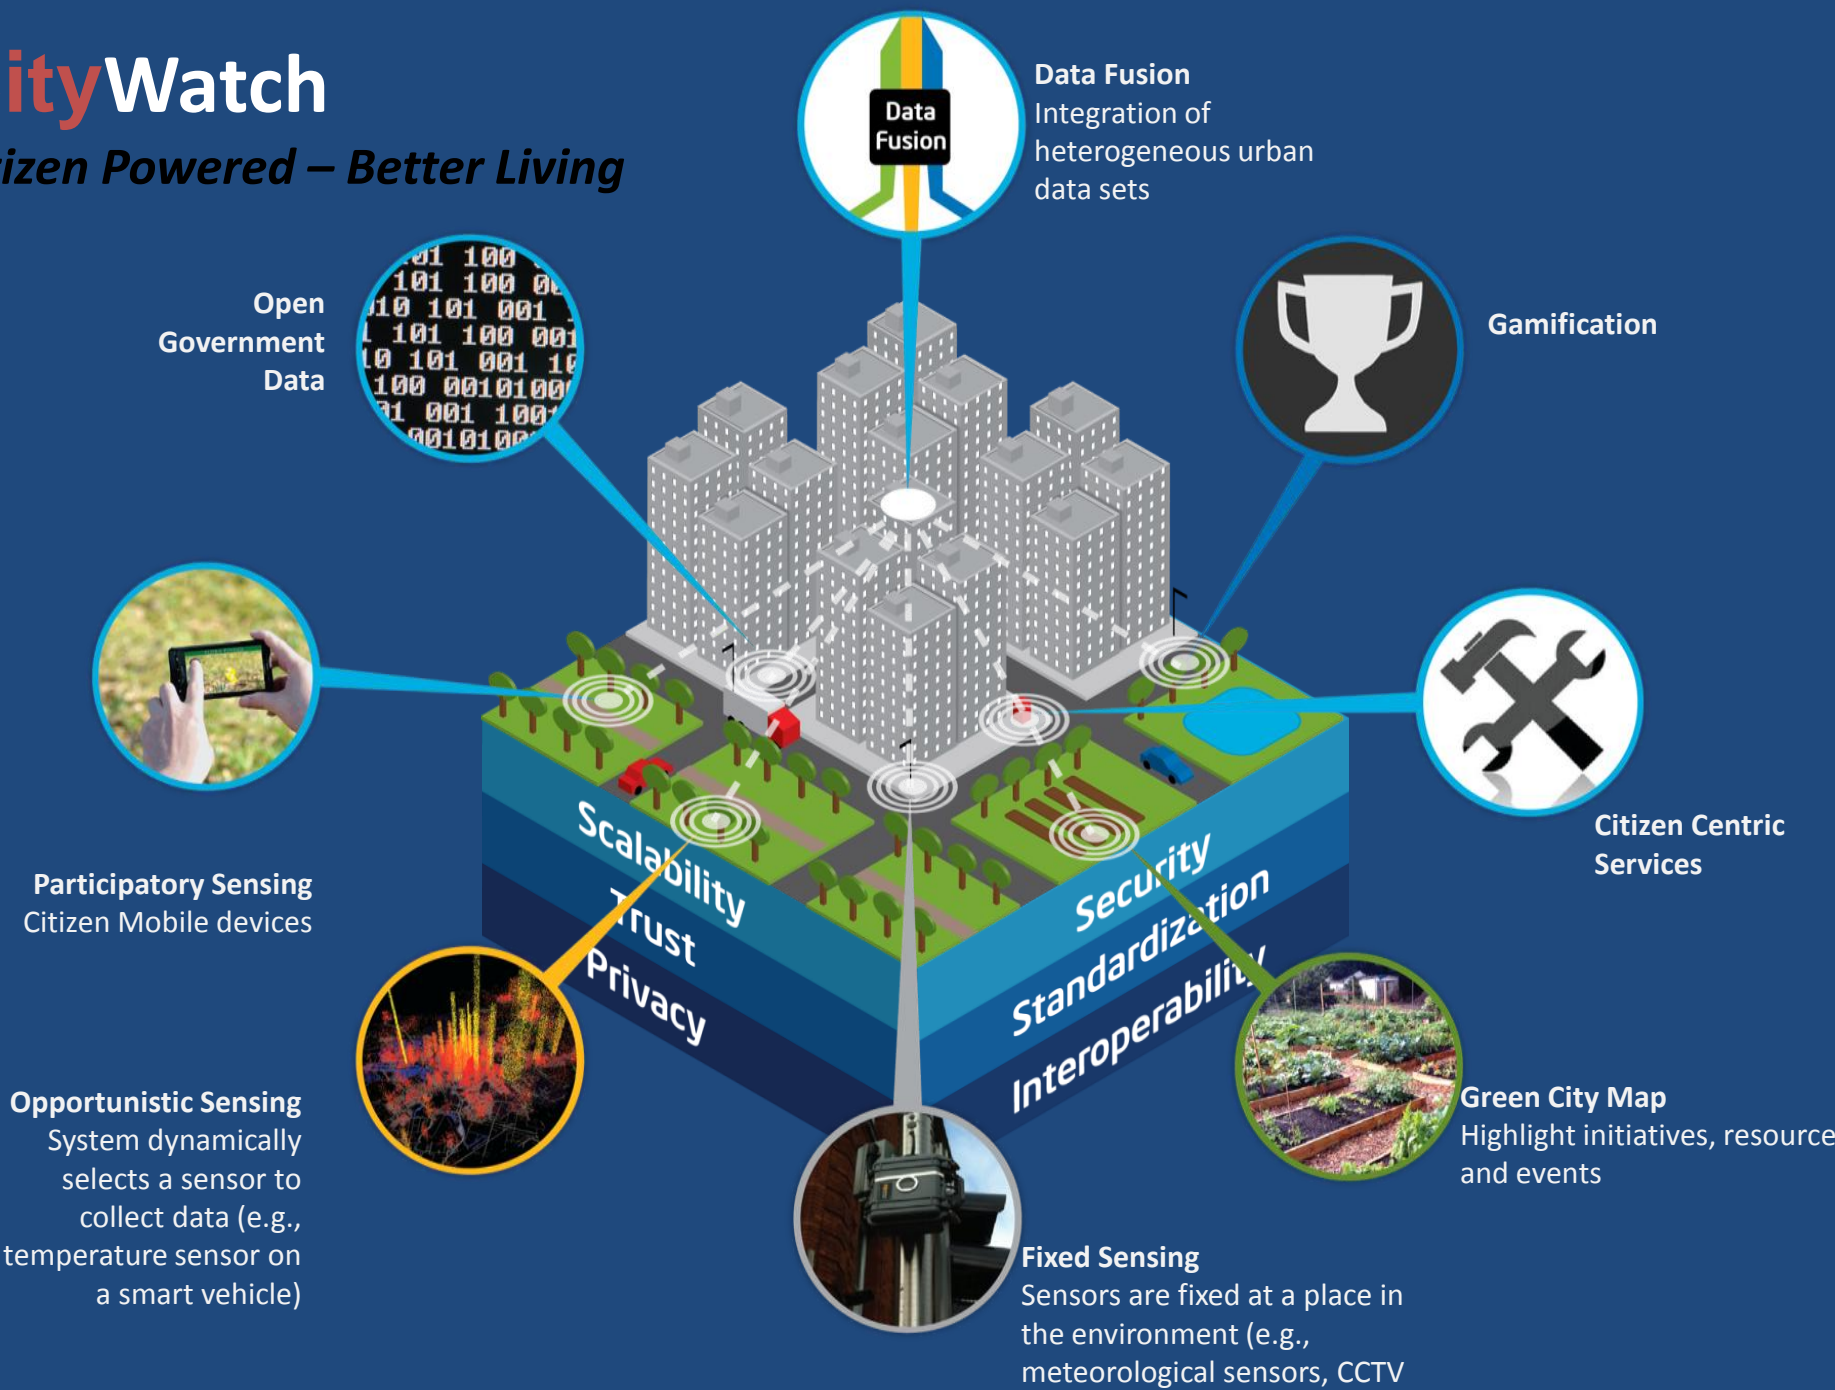 ityWatch
izen Powered – Better Living
Data
Fusion
Data Fusion
Integration of
heterogeneous urban
data sets
Open
Government
Data
Gamification
Citizen Centric
Services
Participatory Sensing
Citizen Mobile devices
Scalability
Trust
Privacy
Security
Standardization
Interoperability
Opportunistic Sensing
System dynamically
selects a sensor to
collect data (e.g.,
temperature sensor on
a smart vehicle)
Green City Map
Highlight initiatives, resource
and events
Fixed Sensing
Sensors are fixed at a place in
the environment (e.g.,
meteorological sensors, CCTV